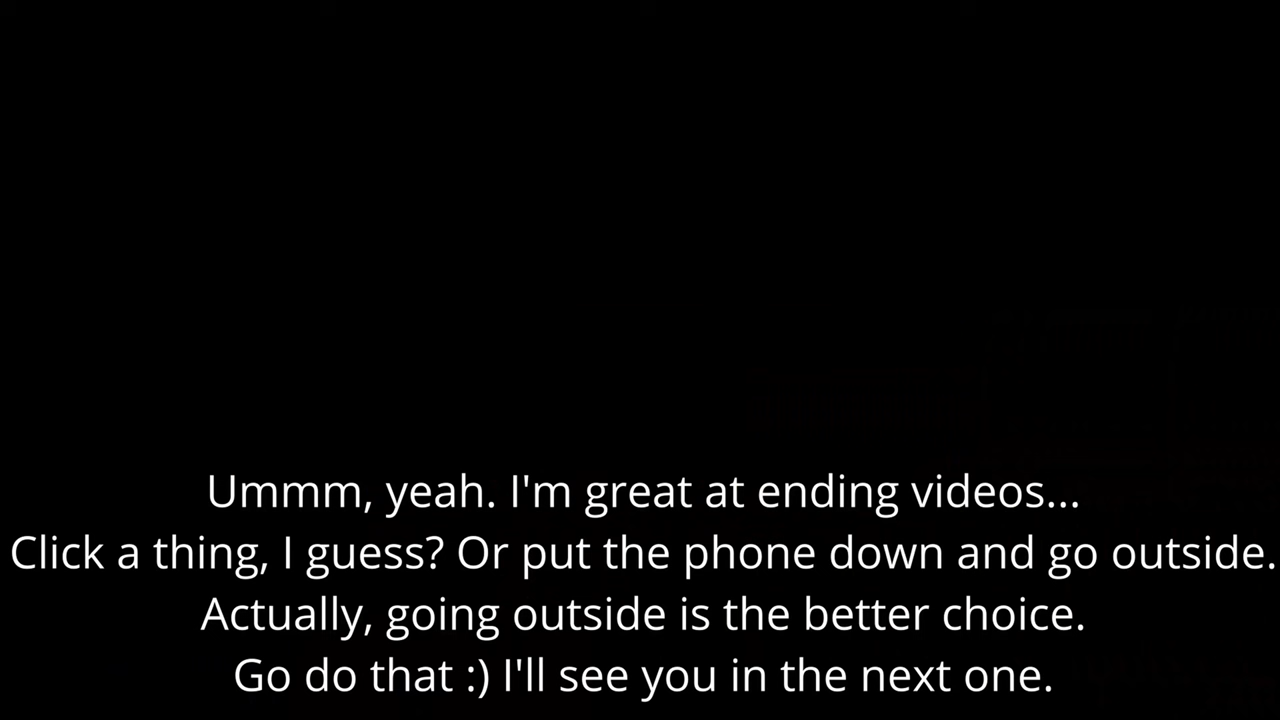 Ummm, yeah. I'm great at ending videos...
Click a thing, I guess? Or put the phone down and go outside.
Actually, going outside is the better choice.
Go do that :) I'll see you in the next one.